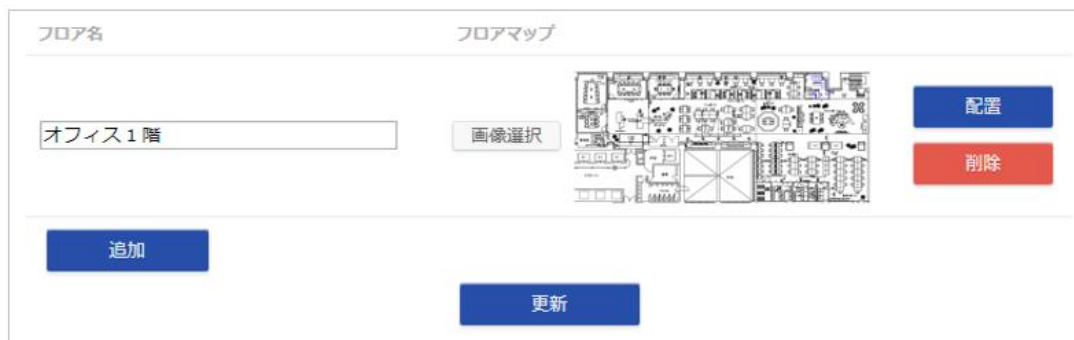 フロア名
フロアマップ
オフィス１階
画像選択
配置
削除
追加
更新